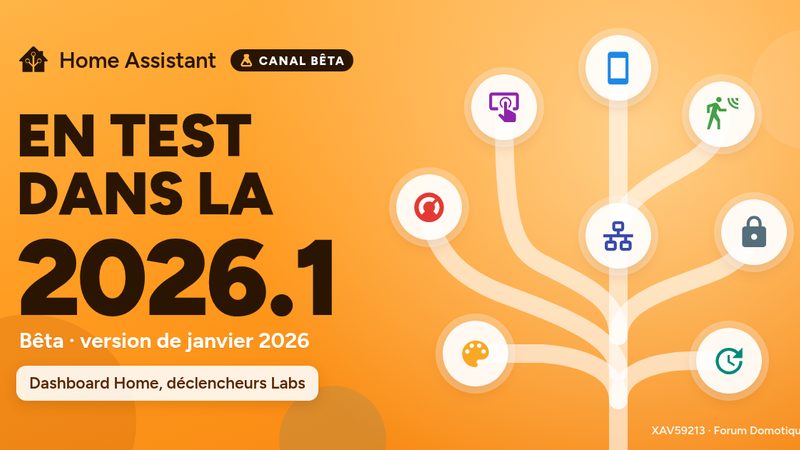 Home Assistant
CANAL BÊTA
EN TEST
DANS LA
2026.1
Bêta · version de janvier 2026
Dashboard Home, déclencheurs Labs
XAV59213 · Forum Domotiqu